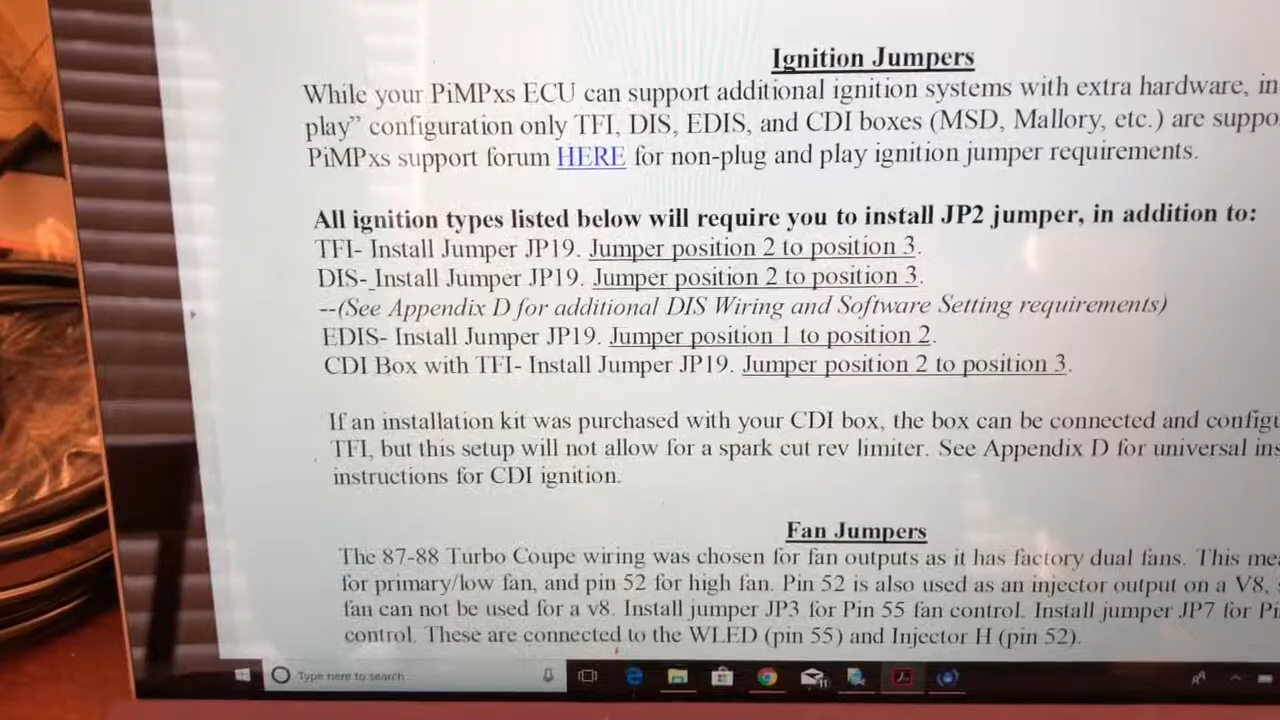 Ignition Jumpers
While your PiMPxs ECU can support additional ignition systems with extra hardware, in
play” configuration only TFI, DIS, EDIS, and CDI boxes (MSD, Mallory, etc.) are suppo
PiMPxs support forum HERE for non-plug and play ignition jumper requirements.
All ignition types listed below will require you to install JP2 jumper, in addition to:
TFI- Install Jumper JP19. Jumper position 2 to position 3.
DIS- Install Jumper JP19. Jumper position 2 to position 3.
--(See Appendix D for additional DIS Wiring and Software Setting requirements)
EDIS- Install Jumper JP19. Jumper position 1 to position 2.
CDI Box with TFI- Install Jumper JP19. Jumper position 2 to position 3.
If an installation kit was purchased with your CDI box, the box can be connected and configu
TFI, but this setup will not allow for a spark cut rev limiter. See Appendix D for universal ins
instructions for CDI ignition.
Fan Jumpers
The 87-88 Turbo Coupe wiring was chosen for fan outputs as it has factory dual fans. This me
for primary/low fan, and pin 52 for high fan. Pin 52 is also used as an injector output on a V8,
fan can not be used for a v8. Install jumper JP3 for Pin 55 fan control. Install jumper JP7 for Pi
control. These are connected to the WLED (pin 55) and Injector H (pin 52).
Type here to search
11